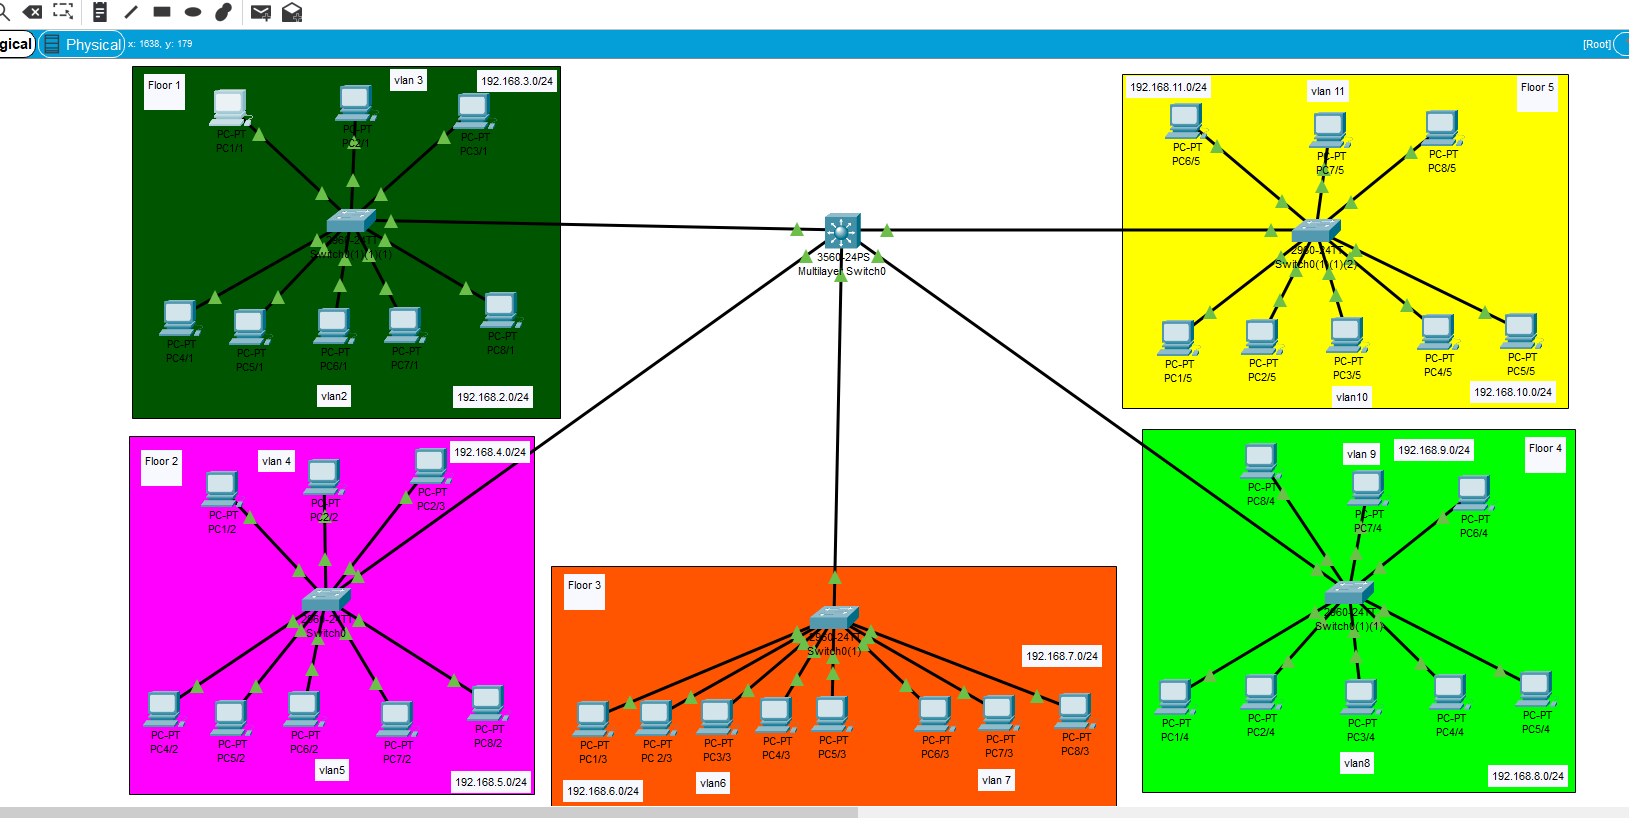 gical
Physical
x: 1638, y: 179
[Root]
Floor 1
vlan 3
192.168.3.0/24
PC-PT
PC1/1
PC-PT
PC2/1
PC-PT
PC3/1
2960-24TT
Switch0(1)(1)(1)
PC-PT
PC4/1
PC-PT
PC5/1
PC-PT
PC6/1
PC-PT
PC7/1
PC-PT
PC8/1
vlan2
192.168.2.0/24
3560-24PS
Multilayer Switch0
192.168.11.0/24
vlan 11
Floor 5
PC-PT
PC6/5
PC-PT
PC7/5
PC-PT
PC8/5
2960-24TT
Switch0(1)(1)(2)
PC-PT
PC1/5
PC-PT
PC2/5
PC-PT
PC3/5
PC-PT
PC4/5
PC-PT
PC5/5
vlan10
192.168.10.0/24
Floor 2
vlan 4
192.168.4.0/24
PC-PT
PC1/2
PC-PT
PC2/2
PC-PT
PC2/3
2960-24TT
Switch0
PC-PT
PC4/2
PC-PT
PC5/2
PC-PT
PC6/2
PC-PT
PC7/2
PC-PT
PC8/2
vlan5
192.168.5.0/24
Floor 3
2960-24TT
Switch0(1)
192.168.7.0/24
PC-PT
PC1/3
PC-PT
PC 2/3
PC-PT
PC3/3
PC-PT
PC4/3
PC-PT
PC5/3
PC-PT
PC6/3
PC-PT
PC7/3
PC-PT
PC8/3
vlan6
vlan 7
192.168.6.0/24
vlan 9
192.168.9.0/24
Floor 4
PC-PT
PC8/4
PC-PT
PC7/4
PC-PT
PC6/4
2960-24TT
Switch0(1)(1)
PC-PT
PC1/4
PC-PT
PC2/4
PC-PT
PC3/4
PC-PT
PC4/4
PC-PT
PC5/4
vlan8
192.168.8.0/24